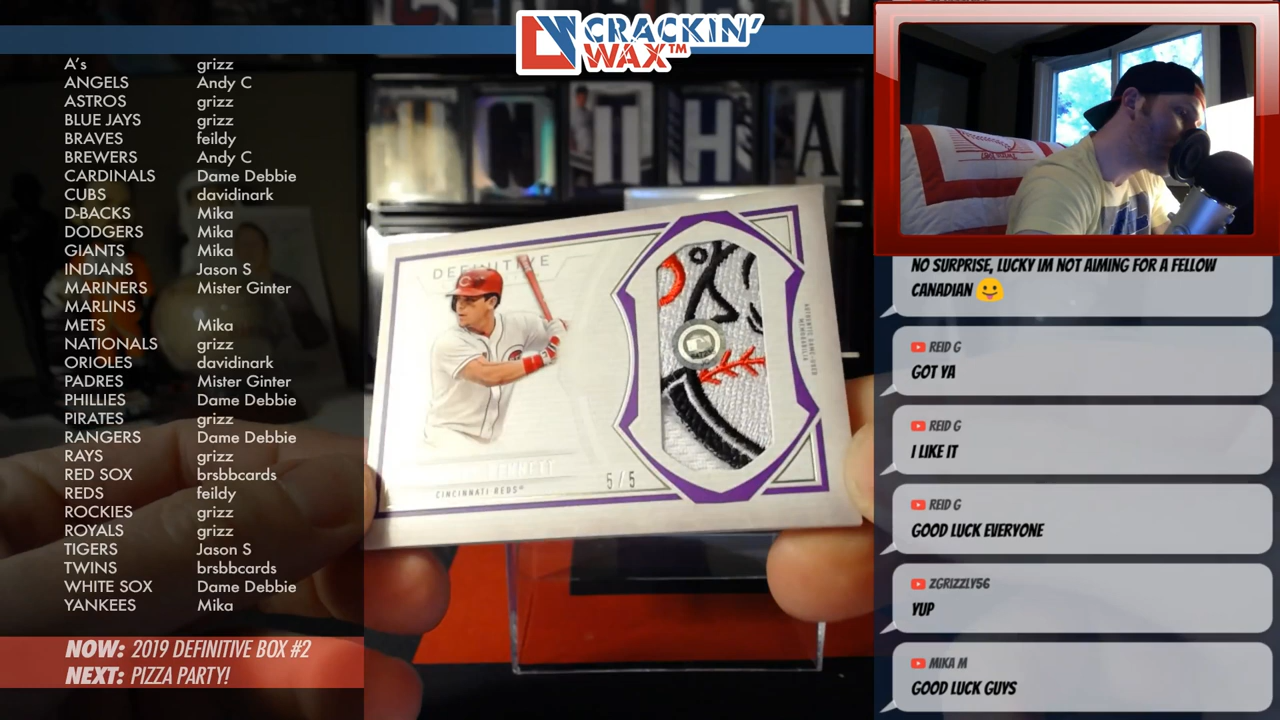 CRACKIN'
WAX™
A's grizz
ANGELS Andy C
ASTROS grizz
BLUE JAYS grizz
BRAVES feildy
BREWERS Andy C
CARDINALS Dame Debbie
CUBS davidinark
D-BACKS Mika
DODGERS Mika
GIANTS Mika
INDIANS Jason S
MARINERS Mister Ginter
MARLINS
METS Mika
NATIONALS grizz
ORIOLES davidinark
PADRES Mister Ginter
PHILLIES Dame Debbie
PIRATES grizz
RANGERS Dame Debbie
RAYS grizz
RED SOX brsbbcards
REDS feildy
ROCKIES grizz
ROYALS grizz
TIGERS Jason S
TWINS brsbbcards
WHITE SOX Dame Debbie
YANKEES Mika
NOW: 2019 DEFINITIVE BOX #2
NEXT: PIZZA PARTY!
T N I T H A
DEFINITIVE
5/5
CINCINNATI REDS®
AUTHENTIC GAME-USED
MEMORABILIA
NO SURPRISE, LUCKY IM NOT AIMING FOR A FELLOW
CANADIAN 😛
REID G
GOT YA
REID G
I LIKE IT
REID G
GOOD LUCK EVERYONE
ZGRIZZLY56
YUP
MIKA M
GOOD LUCK GUYS